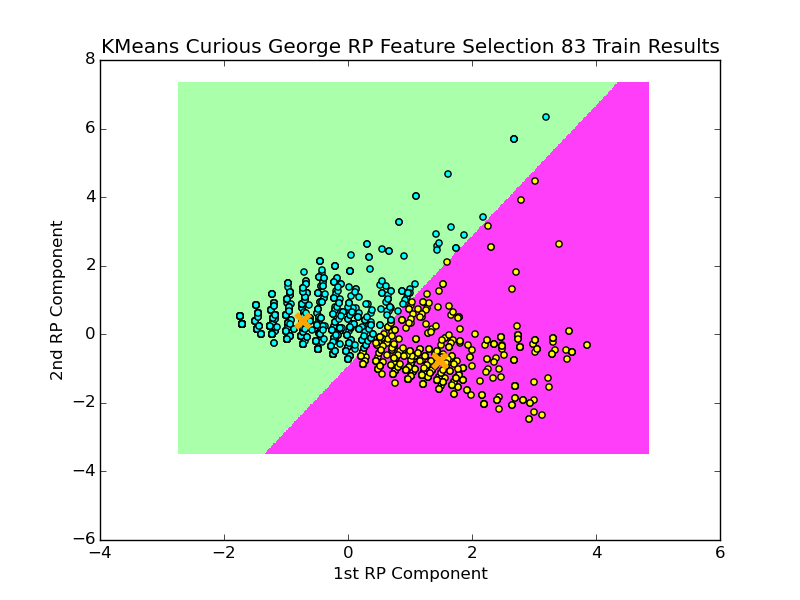 KMeans Curious George RP Feature Selection 83 Train Results
8
6
4
2
0
−2
−4
−6
2nd RP Component
−4 −2 0 2 4 6
1st RP Component